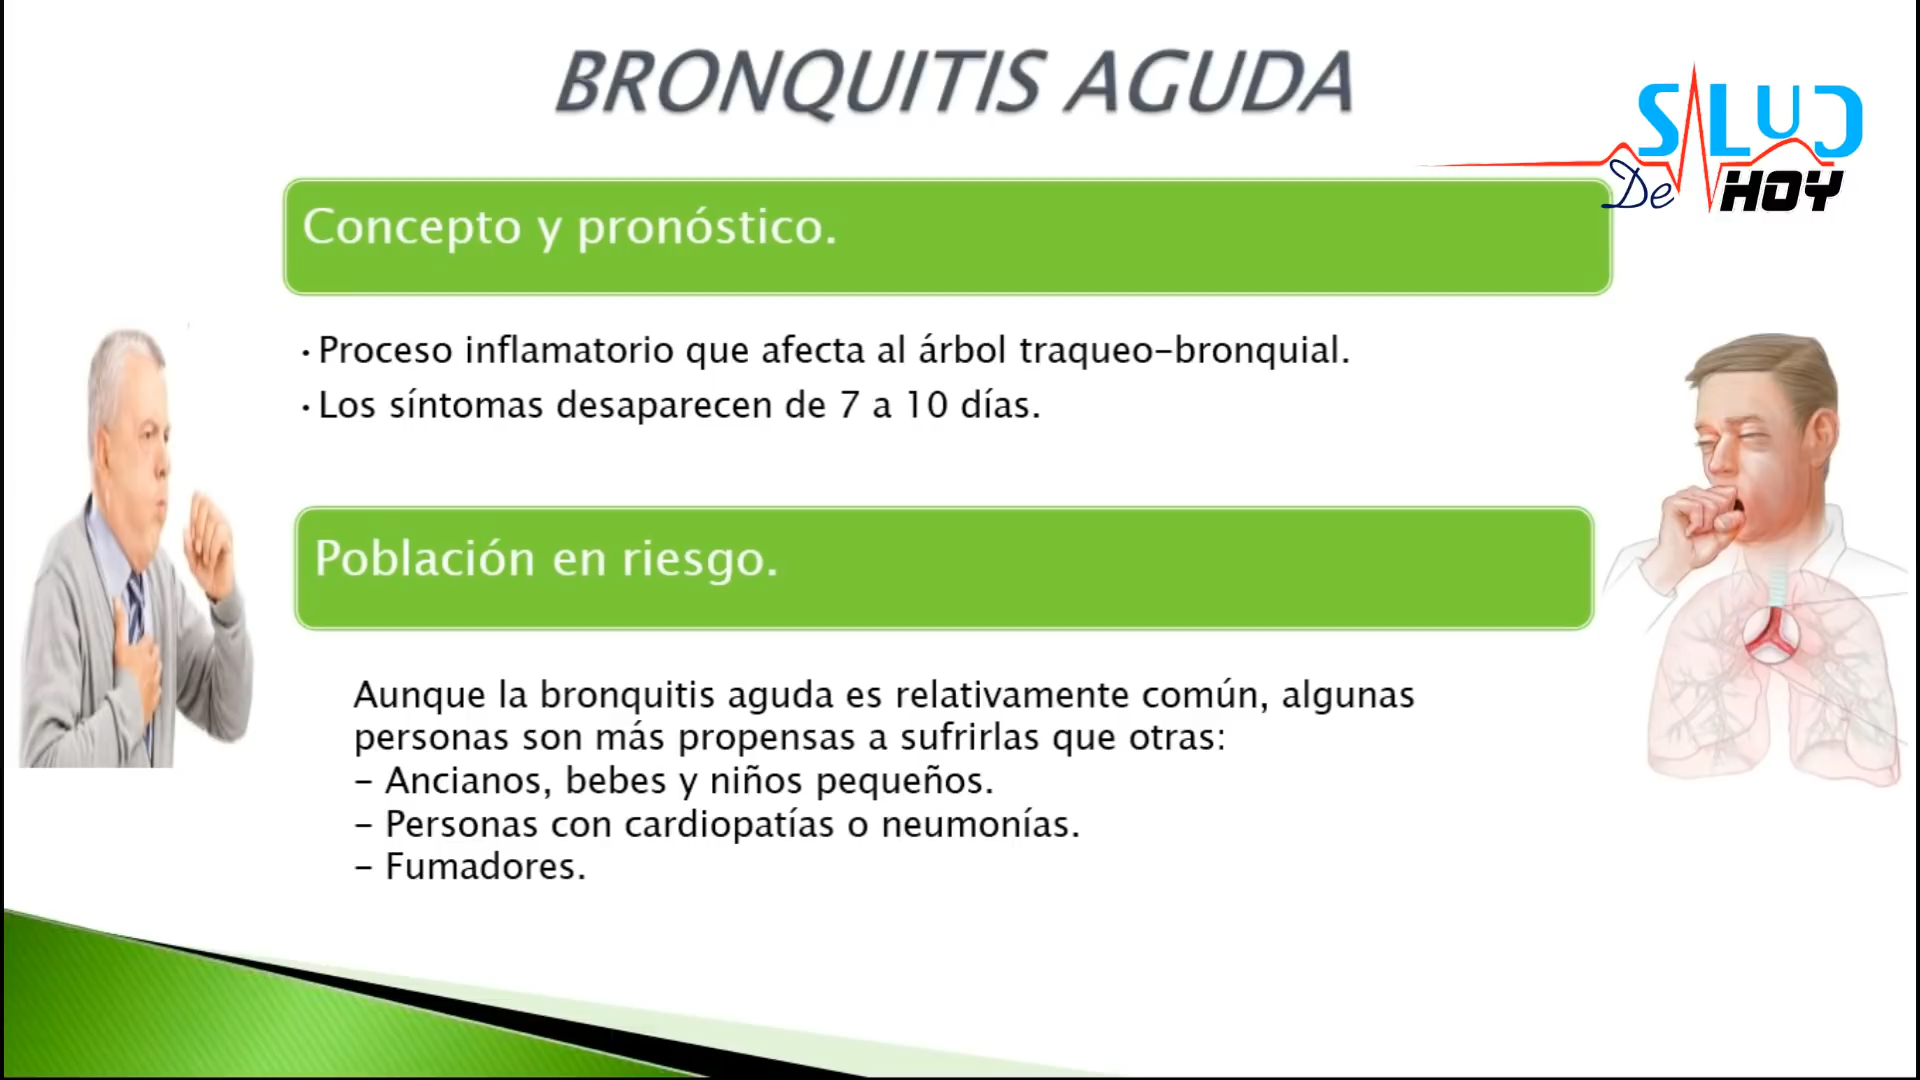 BRONQUITIS AGUDA
SALUD
De HOY
Concepto y pronóstico.
• Proceso inflamatorio que afecta al árbol traqueo-bronquial.
• Los síntomas desaparecen de 7 a 10 días.
Población en riesgo.
Aunque la bronquitis aguda es relativamente común, algunas
personas son más propensas a sufrirlas que otras:
- Ancianos, bebes y niños pequeños.
- Personas con cardiopatías o neumonías.
- Fumadores.